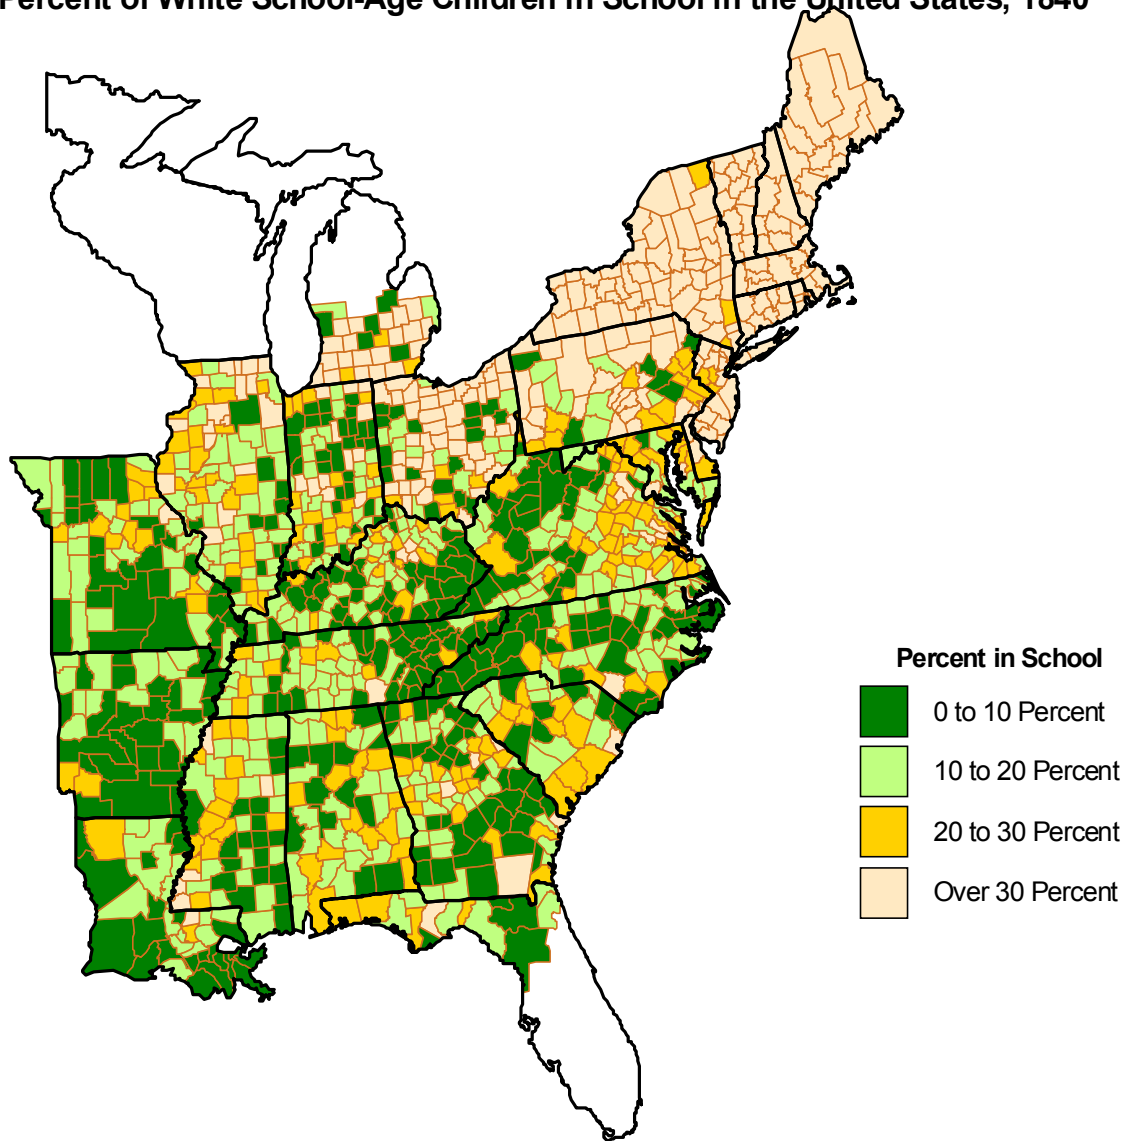 Percent of White School-Age Children in School in the United States, 1840
Percent in School
0 to 10 Percent
10 to 20 Percent
20 to 30 Percent
Over 30 Percent